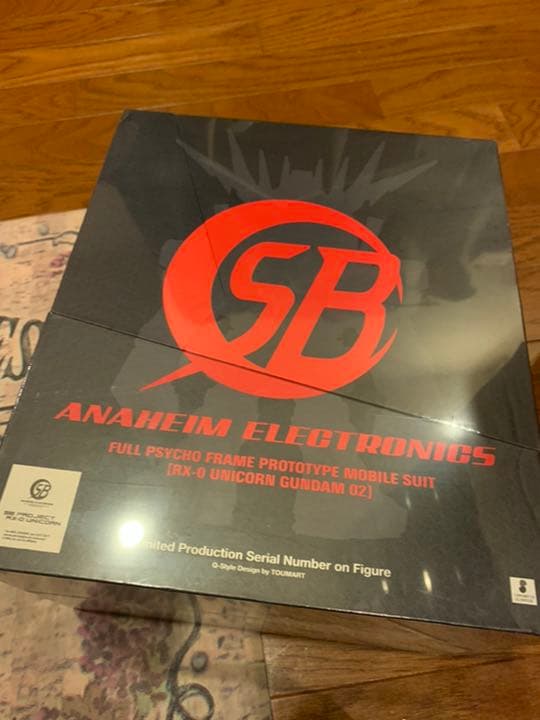 SB
ANAHEIM ELECTRONICS
FULL PSYCHO FRAME PROTOTYPE MOBILE SUIT
[RX-0 UNICORN GUNDAM 02]
SB
SB PROJECT
RX-0 UNICORN
Production Serial Number on Figure
Q-Style Design by TOUMART